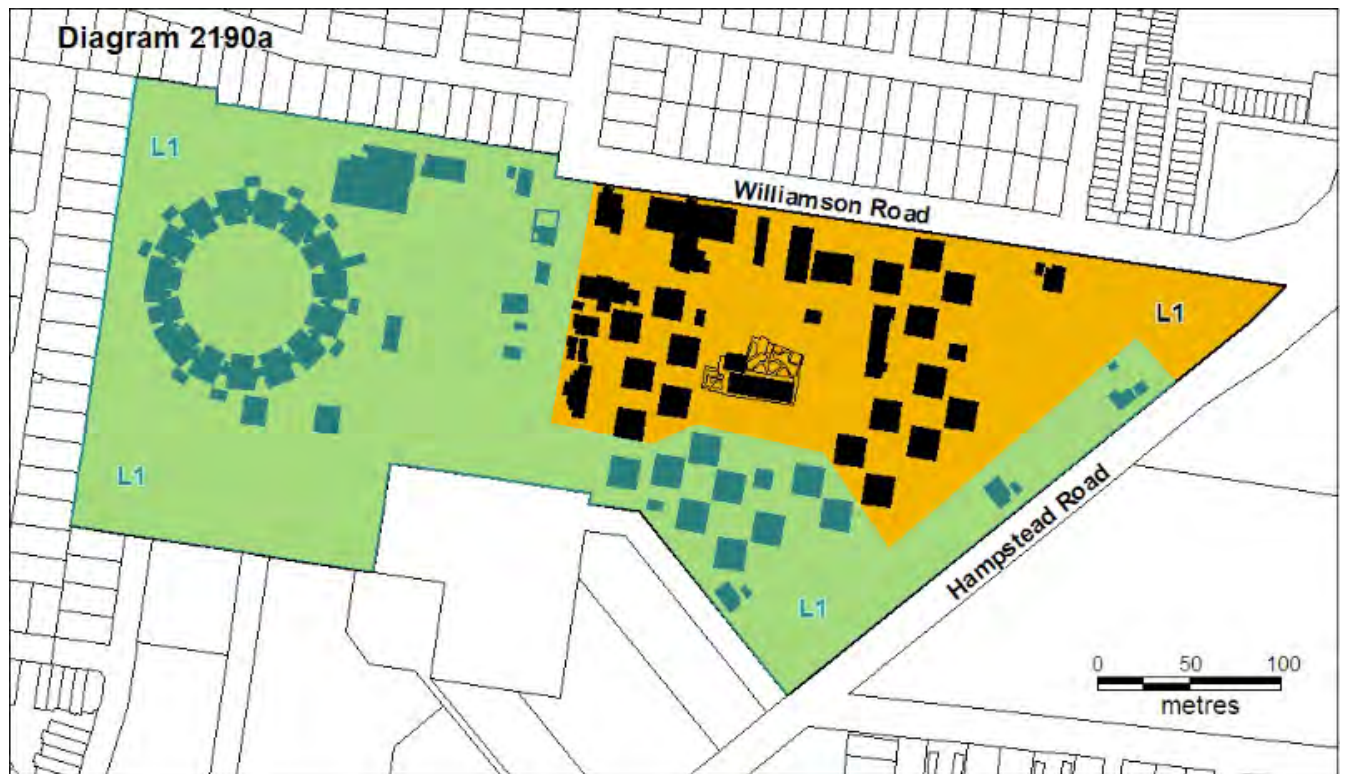 Diagram 2190a
L1
Williamson Road
L1
L1
Hampstead Road
L1
0 50 100
metres